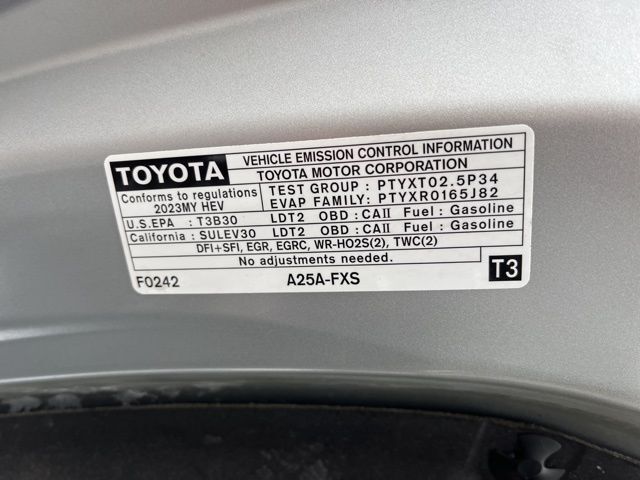 TOYOTA
VEHICLE EMISSION CONTROL INFORMATION
TOYOTA MOTOR CORPORATION
Conforms to regulations
2023MY HEV
TEST GROUP : PTYXT02.5P34
EVAP FAMILY: PTYXR0165J82
U.S.EPA : T3B30 LDT2 OBD : CAII Fuel : Gasoline
California : SULEV30 LDT2 OBD : CAII Fuel : Gasoline
DFI+SFI, EGR, EGRC, WR-HO2S(2), TWC(2)
No adjustments needed.
F0242 A25A-FXS T3